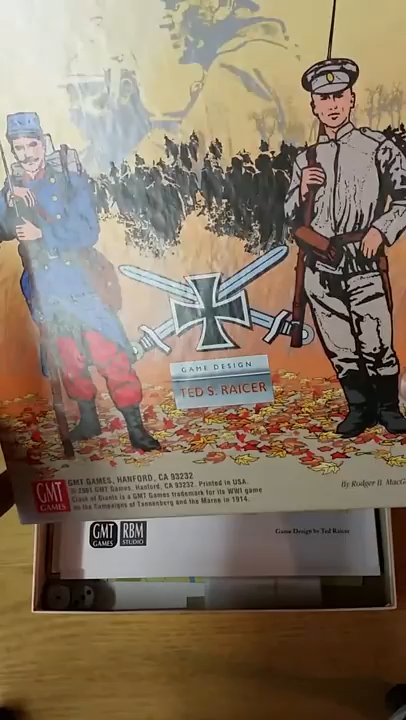 GAME DESIGN
TED S. RAICER
GMT GAMES, HANFORD, CA 93232
© 2001 GMT Games, Hanford, CA 93232. Printed in USA.
Clash of Giants is a GMT Games trademark for its WWI game
on the Campaigns of Tannenberg and the Marne in 1914.
GMT
GAMES
By Rodger B. MacG
GMT
GAMES
RBM
STUDIO
Game Design by Ted Raicer